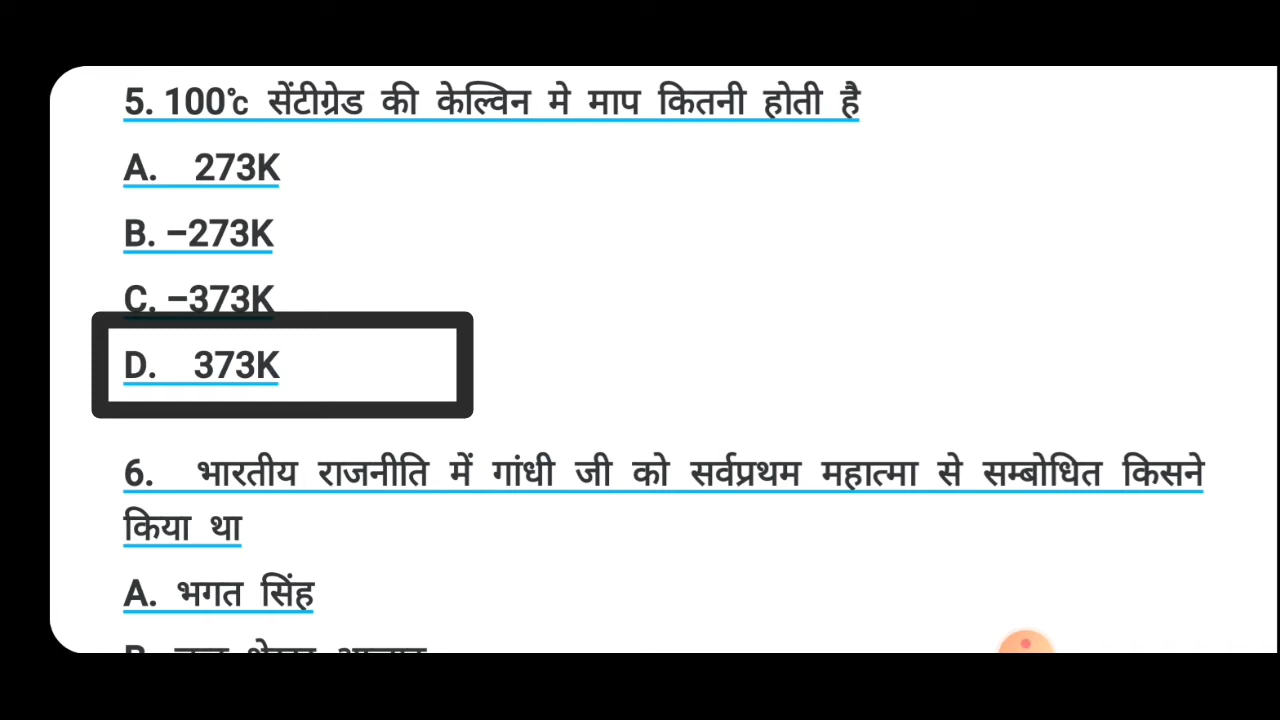 5. 100℃ सेंटीग्रेड की केल्विन मे माप कितनी होती है
A. 273K
B. –273K
C. –373K
D. 373K
6. भारतीय राजनीति में गांधी जी को सर्वप्रथम महात्मा से सम्बोधित किसने
किया था
A. भगत सिंह